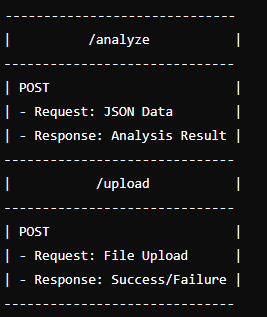 -------------------------------
|          /analyze           |
-------------------------------
| POST                        |
| - Request: JSON Data        |
| - Response: Analysis Result |
-------------------------------
|           /upload           |
-------------------------------
| POST                        |
| - Request: File Upload      |
| - Response: Success/Failure |
-------------------------------